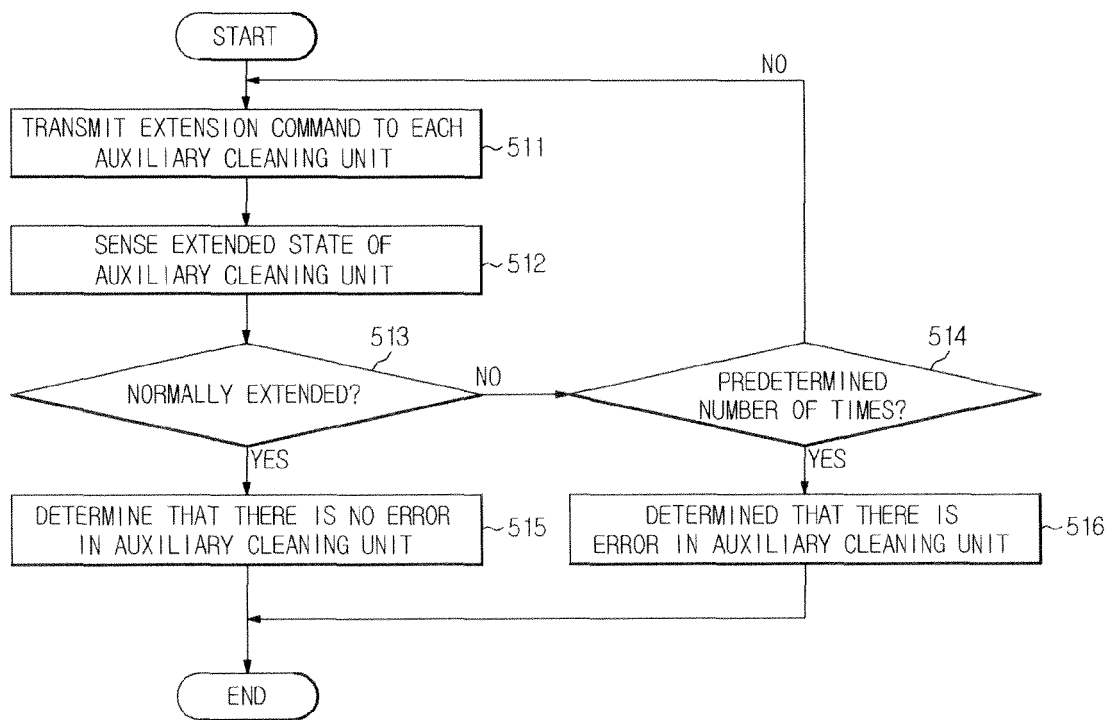 START
NO
TRANSMIT EXTENSION COMMAND TO EACH
AUXILIARY CLEANING UNIT
511
SENSE EXTENDED STATE OF
AUXILIARY CLEANING UNIT
512
513
NORMALLY EXTENDED?
NO
514
PREDETERMINED
NUMBER OF TIMES?
YES
YES
DETERMINE THAT THERE IS NO ERROR
IN AUXILIARY CLEANING UNIT
515
DETERMINED THAT THERE IS
ERROR IN AUXILIARY CLEANING UNIT
516
END